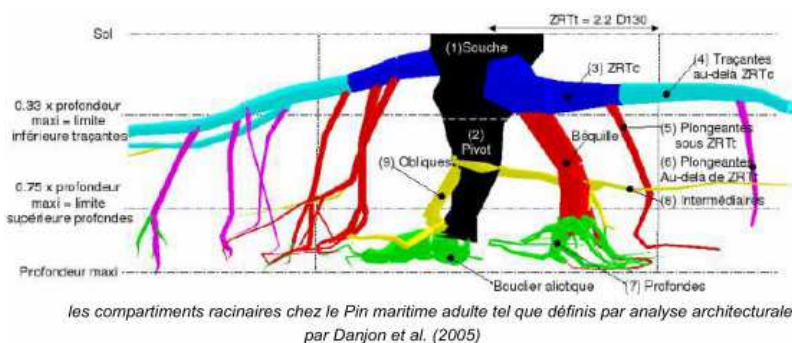 ZRTt = 2.2 D130
Sol
(1)Souche
(4) Traçantes
au-delà ZRTc
(3) ZRTc
0.33 x profondeur
maxi = limite
inférieure traçantes
(2)
Pivot
Béquille
(5) Plongeantes
sous ZRTt
(9) Obliques
(6) Plongeantes
Au-delà de ZRTt
0.75 x profondeur
maxi = limite
supérieure profondes
(8) Intermédiaires
Profondeur maxi
Bouclier aliotique
(7) Profondes
les compartiments racinaires chez le Pin maritime adulte tel que définis par analyse architecturale
par Danjon et al. (2005)